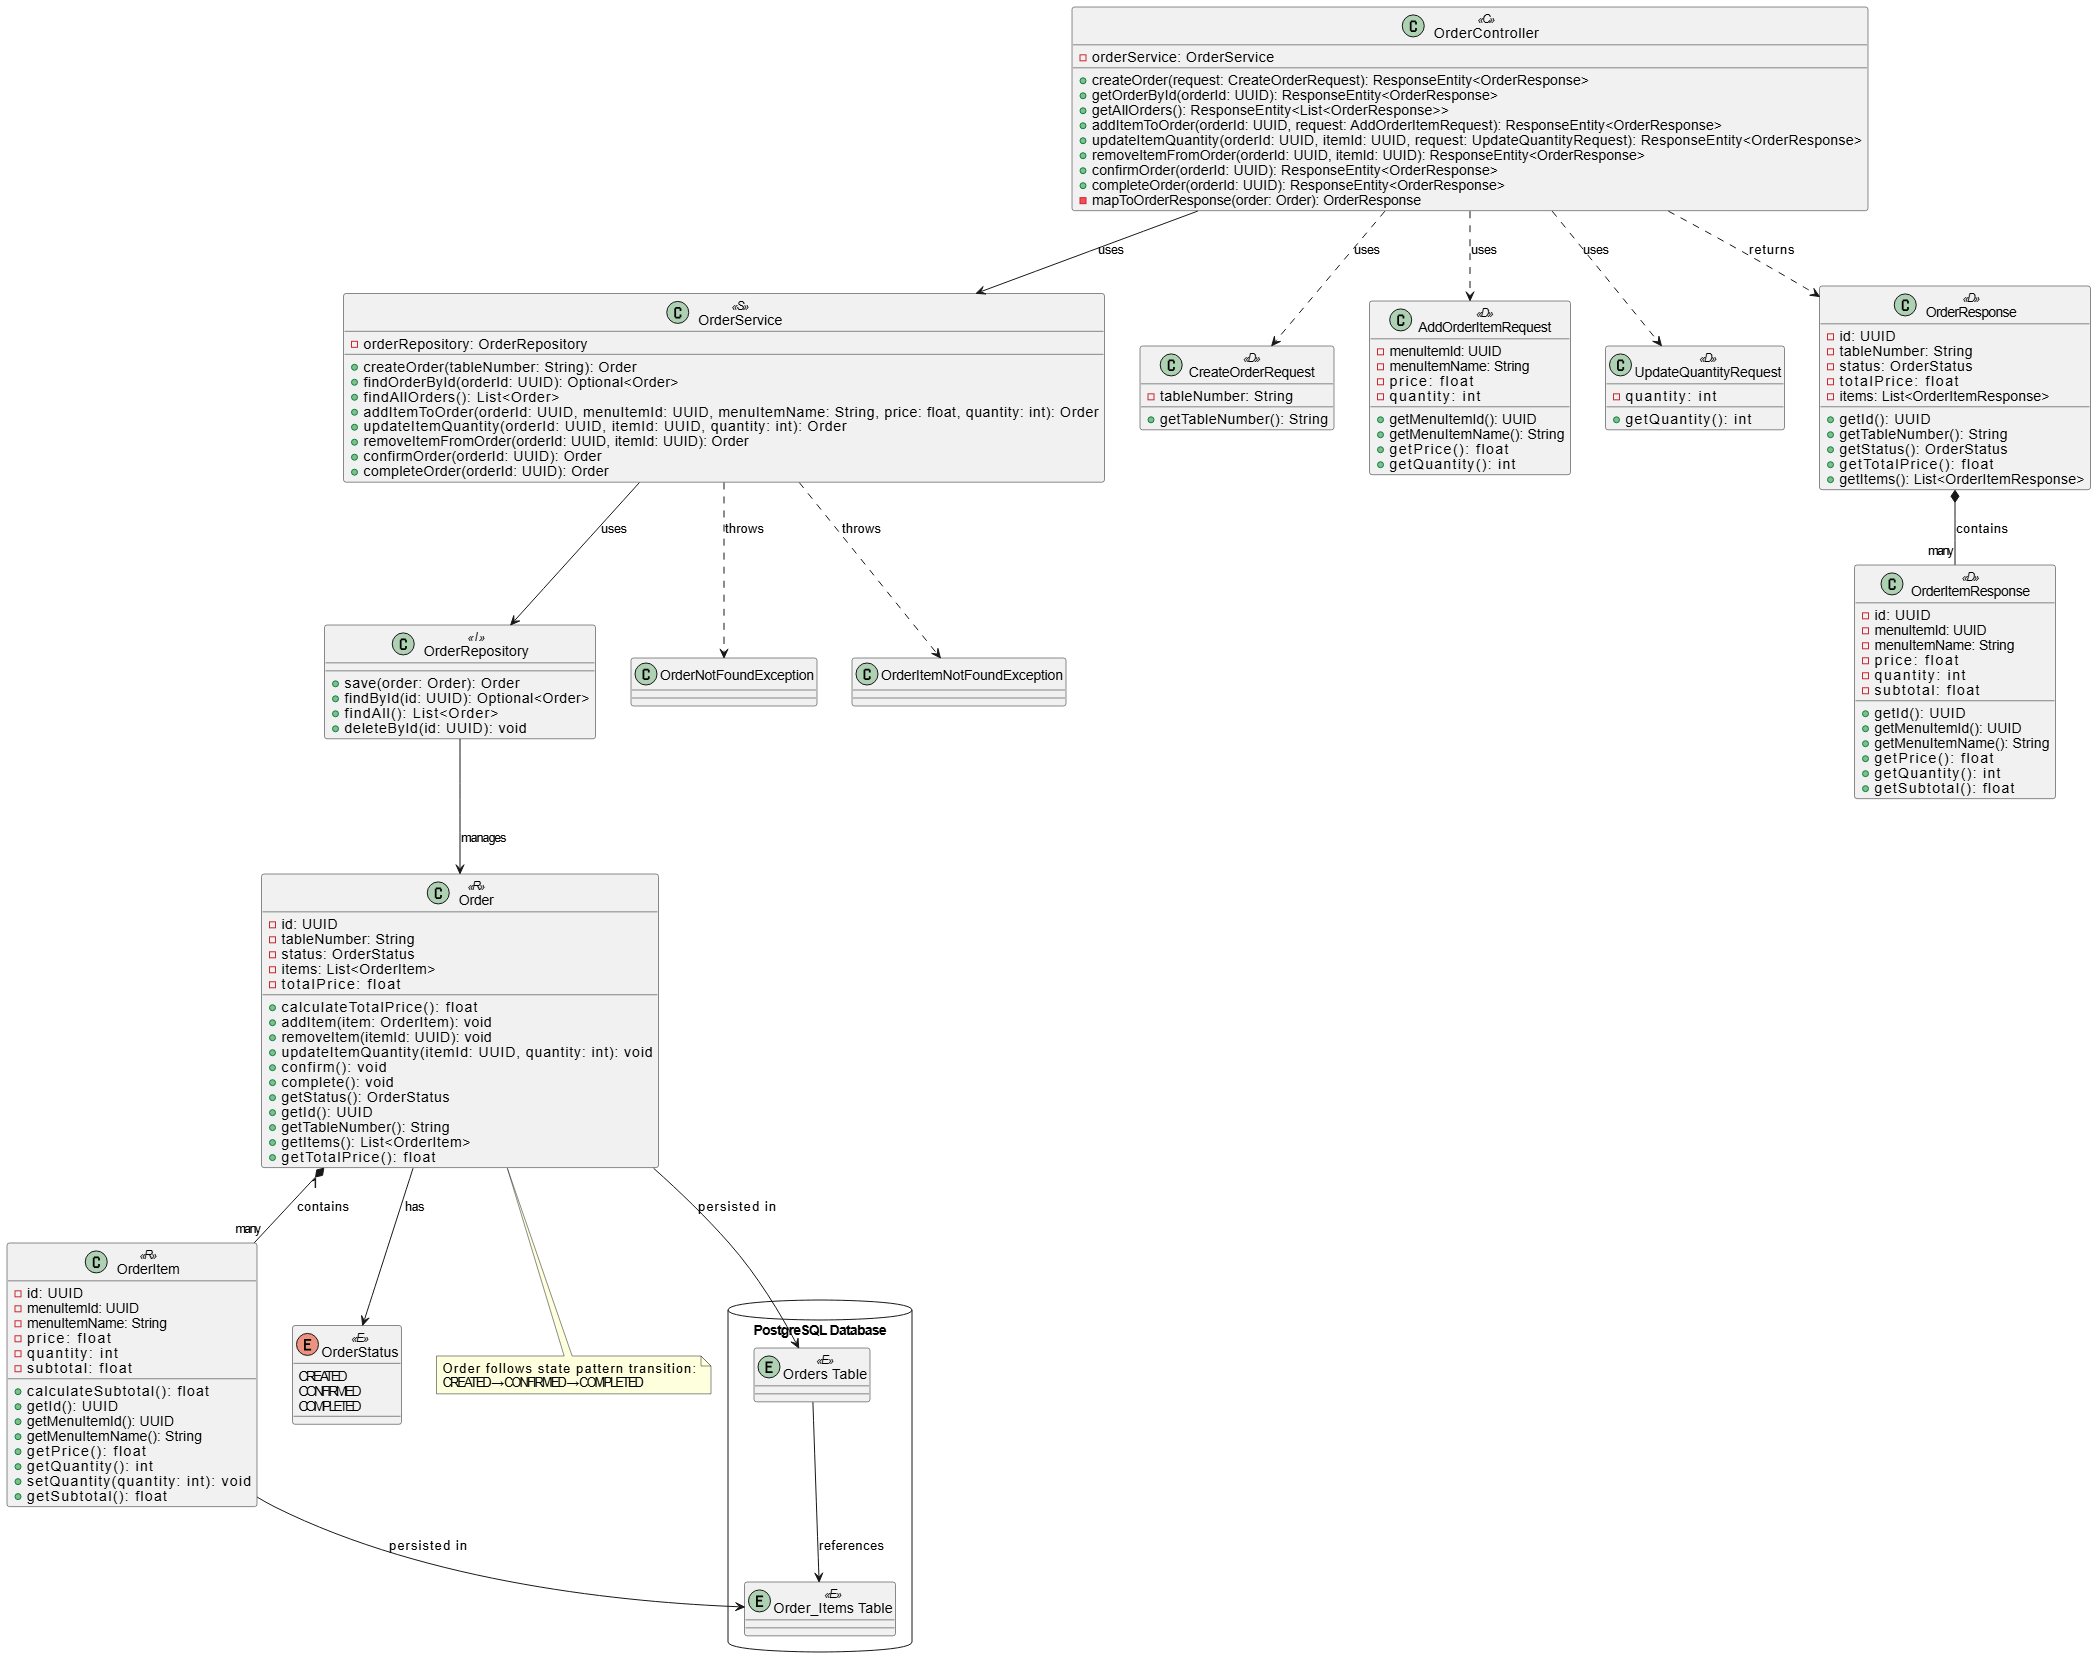 «C»
OrderController
orderService: OrderService
createOrder(request: CreateOrderRequest): ResponseEntity<OrderResponse>
getOrderById(orderId: UUID): ResponseEntity<OrderResponse>
getAllOrders(): ResponseEntity<List<OrderResponse>>
addItemToOrder(orderId: UUID, request: AddOrderItemRequest): ResponseEntity<OrderResponse>
updateItemQuantity(orderId: UUID, itemId: UUID, request: UpdateQuantityRequest): ResponseEntity<OrderResponse>
removeItemFromOrder(orderId: UUID, itemId: UUID): ResponseEntity<OrderResponse>
confirmOrder(orderId: UUID): ResponseEntity<OrderResponse>
completeOrder(orderId: UUID): ResponseEntity<OrderResponse>
mapToOrderResponse(order: Order): OrderResponse
uses
uses
uses
uses
returns
«S»
OrderService
orderRepository: OrderRepository
createOrder(tableNumber: String): Order
findOrderById(orderId: UUID): Optional<Order>
findAllOrders(): List<Order>
addItemToOrder(orderId: UUID, menuItemId: UUID, menuItemName: String, price: float, quantity: int): Order
updateItemQuantity(orderId: UUID, itemId: UUID, quantity: int): Order
removeItemFromOrder(orderId: UUID, itemId: UUID): Order
confirmOrder(orderId: UUID): Order
completeOrder(orderId: UUID): Order
«D»
CreateOrderRequest
tableNumber: String
getTableNumber(): String
«D»
AddOrderItemRequest
menuItemId: UUID
menuItemName: String
price: float
quantity: int
getMenuItemId(): UUID
getMenuItemName(): String
getPrice(): float
getQuantity(): int
«D»
UpdateQuantityRequest
quantity: int
getQuantity(): int
«D»
OrderResponse
id: UUID
tableNumber: String
status: OrderStatus
totalPrice: float
items: List<OrderItemResponse>
getId(): UUID
getTableNumber(): String
getStatus(): OrderStatus
getTotalPrice(): float
getItems(): List<OrderItemResponse>
uses
throws
throws
contains
many
«I»
OrderRepository
save(order: Order): Order
findById(id: UUID): Optional<Order>
findAll(): List<Order>
deleteById(id: UUID): void
OrderNotFoundException
OrderItemNotFoundException
«D»
OrderItemResponse
id: UUID
menuItemId: UUID
menuItemName: String
price: float
quantity: int
subtotal: float
getId(): UUID
getMenuItemId(): UUID
getMenuItemName(): String
getPrice(): float
getQuantity(): int
getSubtotal(): float
manages
«R»
Order
id: UUID
tableNumber: String
status: OrderStatus
items: List<OrderItem>
totalPrice: float
calculateTotalPrice(): float
addItem(item: OrderItem): void
removeItem(itemId: UUID): void
updateItemQuantity(itemId: UUID, quantity: int): void
confirm(): void
complete(): void
getStatus(): OrderStatus
getId(): UUID
getTableNumber(): String
getItems(): List<OrderItem>
getTotalPrice(): float
1
contains
many
has
persisted in
«R»
OrderItem
id: UUID
menuItemId: UUID
menuItemName: String
price: float
quantity: int
subtotal: float
calculateSubtotal(): float
getId(): UUID
getMenuItemId(): UUID
getMenuItemName(): String
getPrice(): float
getQuantity(): int
setQuantity(quantity: int): void
getSubtotal(): float
«E»
OrderStatus
CREATED
CONFIRMED
COMPLETED
Order follows state pattern transition:
CREATED→CONFIRMED→COMPLETED
PostgreSQL Database
«E»
Orders Table
persisted in
references
«E»
Order_Items Table